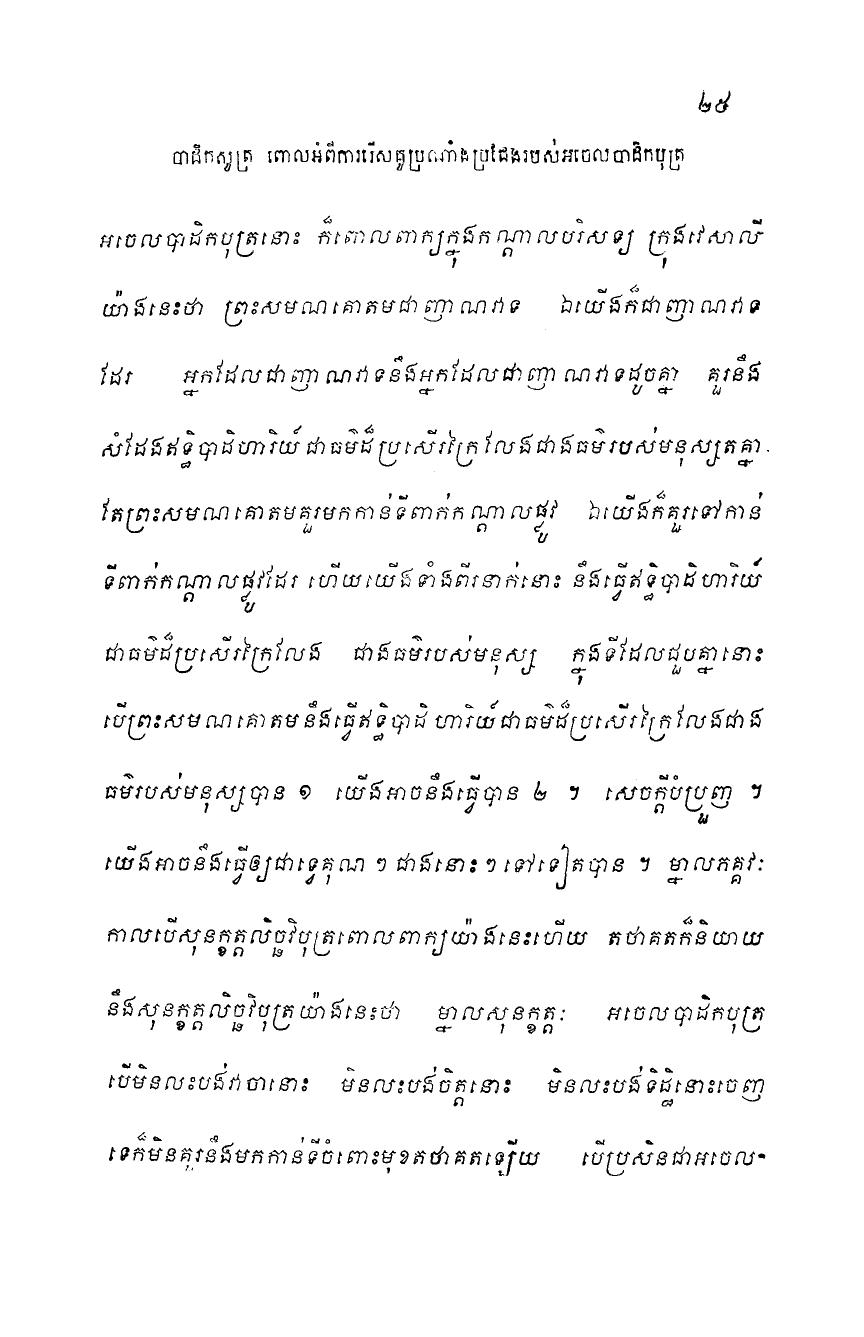 ២៥
បាដិកសូត្រ ពោលអំពីការរើសគូប្រណាំងប្រជែងរបស់អចេលបាដិកបុត្រ
អចេលបាដិកបុត្រនោះ ក៏ពោលពាក្យក្នុងកណ្តាលបរិសទ្យ ក្រុងវេសាលី
យ៉ាងនេះថា ព្រះសមណគោតមជាញាណវាទ ឯយើងក៏ជាញាណវាទ
ដែរ អ្នកដែលជាញាណវាទនឹងអ្នកដែលជាញាណវាទដូចគ្នា គួរនឹង
សំដែងឥទ្ធិបាដិហារិយ៍ ជាធម៌ដ៏ប្រសើរក្រៃលែងជាងធម៌របស់មនុស្សតគ្នា
តែព្រះសមណគោតមគួរមកកាន់ទីពាក់កណ្តាលផ្លូវ ឯយើងក៏គួរទៅកាន់
ទីពាក់កណ្តាលផ្លូវដែរ ហើយយើងទាំងពីរនាក់នោះ នឹងធ្វើឥទ្ធិបាដិហារិយ៍
ជាធម៌ដ៏ប្រសើរក្រៃលែង ជាងធម៌របស់មនុស្ស ក្នុងទីដែលជួបគ្នានោះ
បើព្រះសមណគោតមនឹងធ្វើឥទ្ធិបាដិហារិយ៍ជាធម៌ដ៏ប្រសើរក្រៃលែងជាង
ធម៌របស់មនុស្សបាន ១ យើងអាចនឹងធ្វើបាន ២ ។ សេចក្តីបំប្រួញ ។
យើងអាចនឹងធ្វើឲ្យជាទ្វេគុណ ៗ ជាងនោះ ៗ ទៅទៀតបាន ។ ម្នាលភគ្គវៈ
កាលបើសុនក្ខត្តលិច្ឆវិបុត្រពោលពាក្យយ៉ាងនេះហើយ តថាគតក៏និយាយ
នឹងសុនក្ខត្តលិច្ឆវិបុត្រយ៉ាងនេះថា ម្នាលសុនក្ខត្តៈ អចេលបាដិកបុត្រ
បើមិនលះបង់វាចានោះ មិនលះបង់ចិត្តនោះ មិនលះបង់ទិដ្ឋិនោះចេញ
ទេក៏មិនគួរនឹងមកកាន់ទីចំពោះមុខតថាគតឡើយ បើប្រសិនជាអចេល-